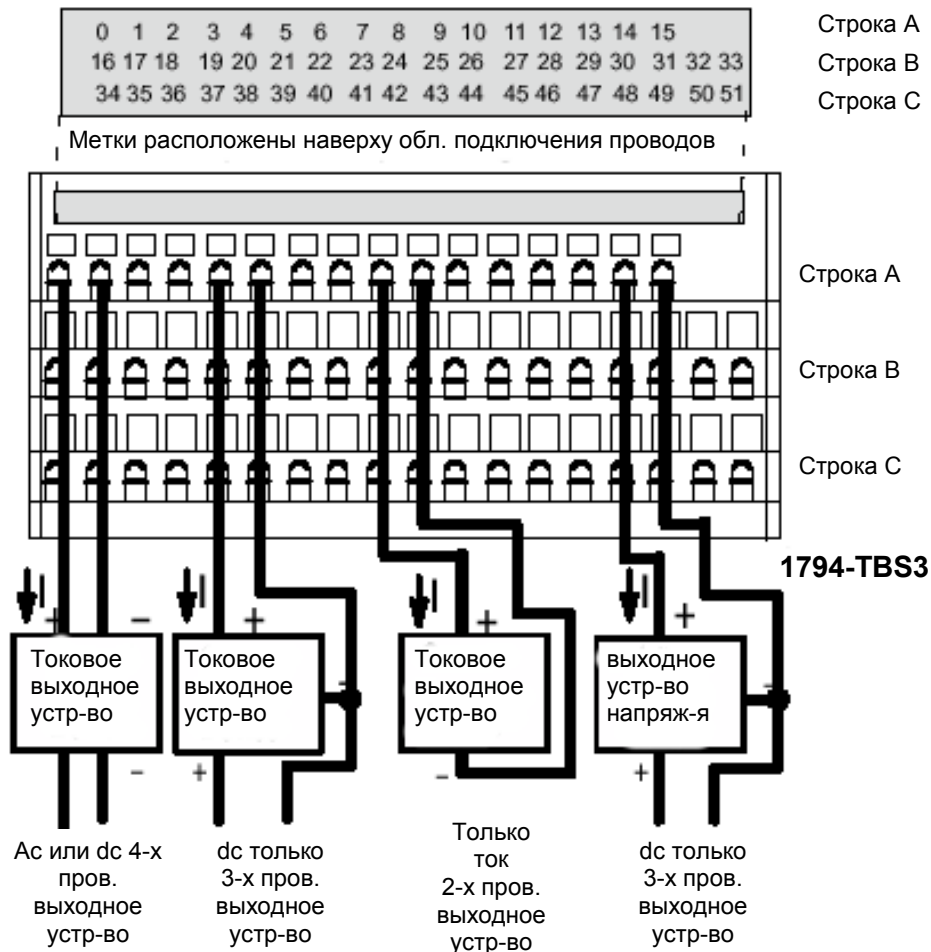 0 1 2 3 4 5 6 7 8 9 10 11 12 13 14 15 Строка A
16 17 18 19 20 21 22 23 24 25 26 27 28 29 30 31 32 33 Строка B
34 35 36 37 38 39 40 41 42 43 44 45 46 47 48 49 50 51 Строка C
Метки расположены наверху обл. подключения проводов
Строка A
Строка B
Строка C
1794-TBS3
I I I I
+ - + + +
Токовое
выходное
устр-во
Токовое
выходное
устр-во
Токовое
выходное
устр-во
выходное
устр-во
напряж-я
- + - +
Ac или dc 4-х
пров.
выходное
устр-во
dc только
3-х пров.
выходное
устр-во
Только
ток
2-х пров.
выходное
устр-во
dc только
3-х пров.
выходное
устр-во